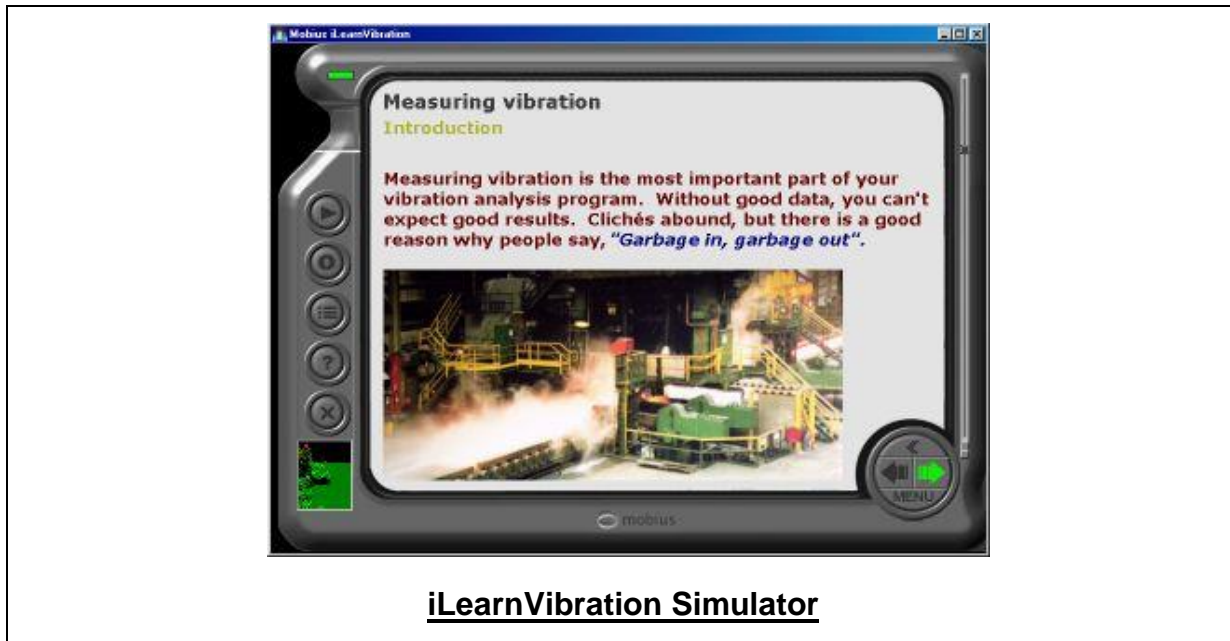 Mobius iLearnVibration
Measuring vibration
Introduction
Measuring vibration is the most important part of your
vibration analysis program.  Without good data, you can't
expect good results.  Clichés abound, but there is a good
reason why people say, "Garbage in, garbage out".
MENU
mobius
iLearnVibration Simulator